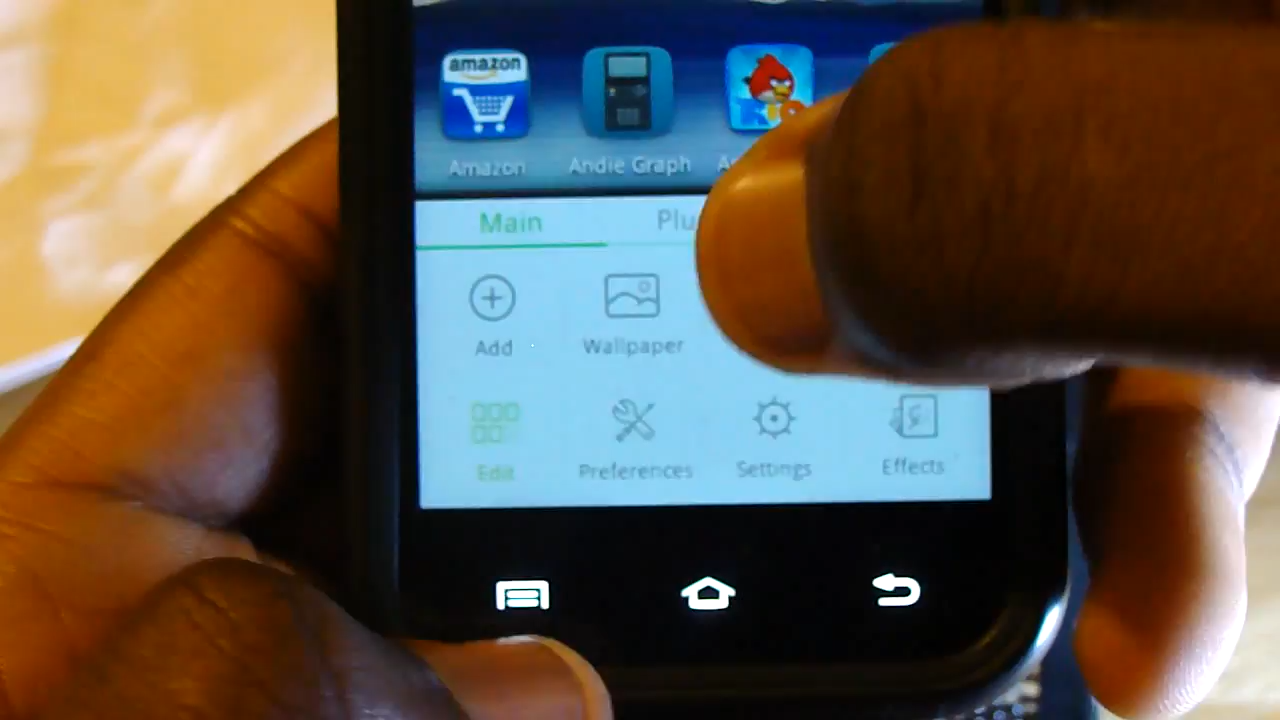 amazon
Amazon Andie Graph
Main
Add Wallpaper
Edit Preferences Settings Effects